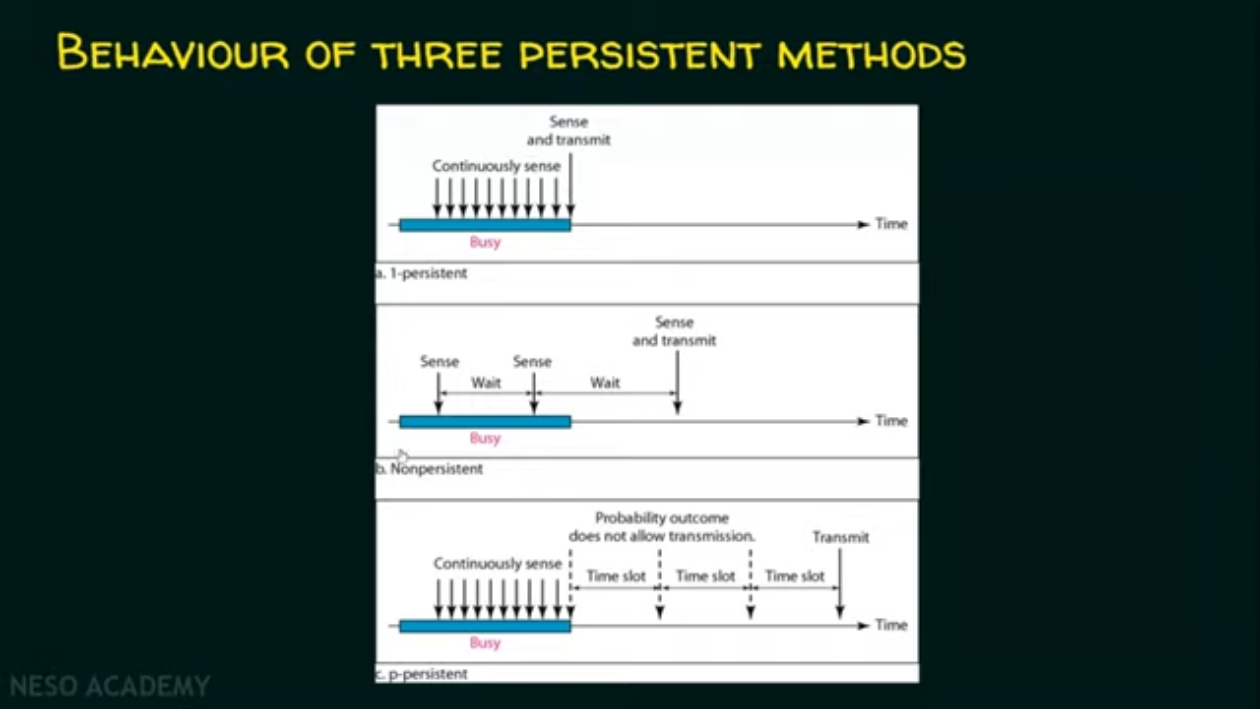 BEHAVIOUR OF THREE PERSISTENT METHODS
Sense
and transmit
Continuously sense
Time
Busy
a. 1-persistent
Sense
and transmit
Sense
Sense
Wait
Wait
Time
Busy
b. Nonpersistent
Probability outcome
does not allow transmission.
Transmit
Continuously sense
Time slot
Time slot
Time slot
Time
Busy
c. p-persistent
NESO ACADEMY